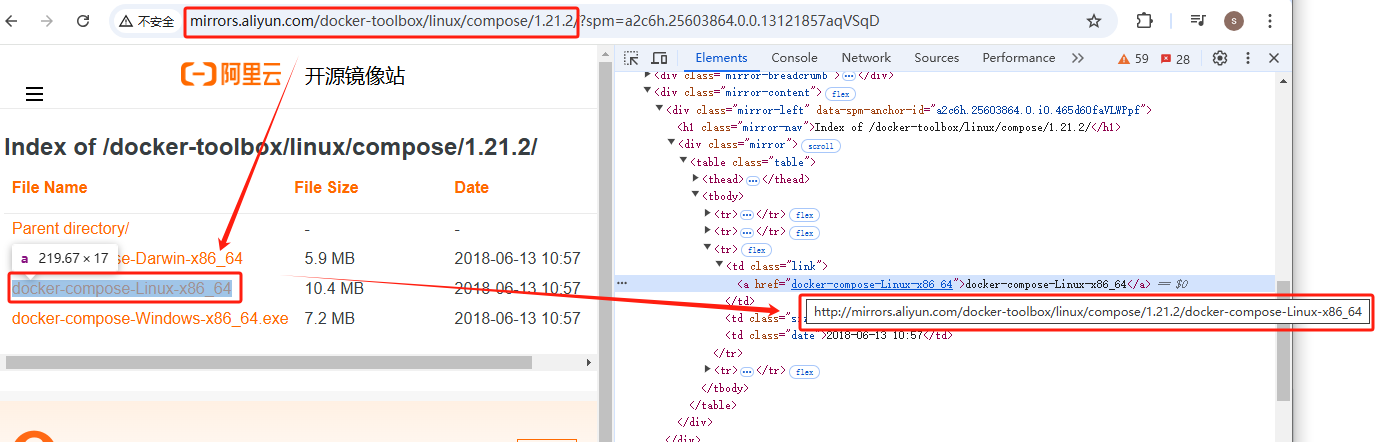 不安全 mirrors.aliyun.com/docker-toolbox/linux/compose/1.21.2/?spm=a2c6h.25603864.0.0.13121857aqVSqD s
阿里云 开源镜像站
Index of /docker-toolbox/linux/compose/1.21.2/
File Name File Size Date
Parent directory/ - -
se-Darwin-x86_64 5.9 MB 2018-06-13 10:57
a 219.67 × 17
docker-compose-Linux-x86_64 10.4 MB 2018-06-13 10:57
docker-compose-Windows-x86_64.exe 7.2 MB 2018-06-13 10:57
Elements Console Network Sources Performance 59 28
<div class="mirror-breadcrumb">…</div>
<div class="mirror-content"> flex
<div class="mirror-left" data-spm-anchor-id="a2c6h.25603864.0.i0.465d60faVLWPpf">
<h1 class="mirror-nav">Index of /docker-toolbox/linux/compose/1.21.2/</h1>
<div class="mirror"> scroll
<table class="table">
<thead>…</thead>
<tbody>
<tr>…</tr> flex
<tr>…</tr> flex
<tr> flex
<td class="link">
… <a href="docker-compose-Linux-x86_64">docker-compose-Linux-x86_64</a> == $0
</td>
http://mirrors.aliyun.com/docker-toolbox/linux/compose/1.21.2/docker-compose-Linux-x86_64
<td class="siz
<td class="date">2018-06-13 10:57</td>
</tr>
<tr>…</tr> flex
</tbody>
</table>
</div>
</div>